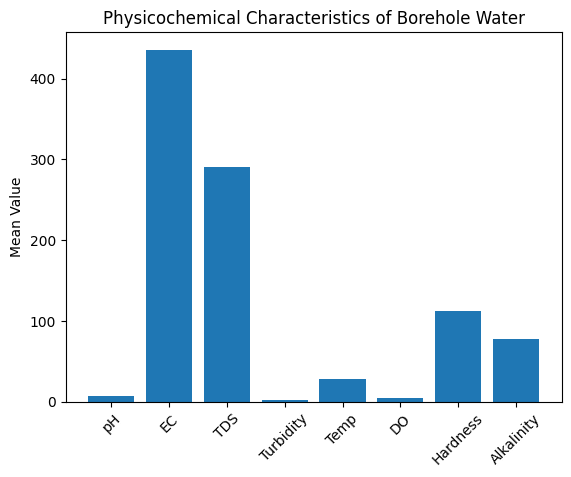 Physicochemical Characteristics of Borehole Water
Mean Value
400
300
200
100
0
pH
EC
TDS
Turbidity
Temp
DO
Hardness
Alkalinity